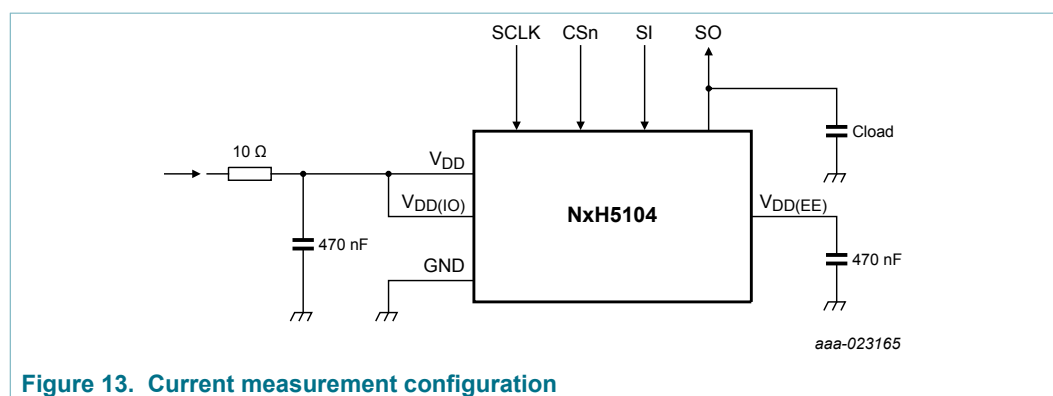 SCLK CSn SI SO
Cload
10 Ω
VDD
VDD(IO)
NxH5104
VDD(EE)
470 nF
GND
470 nF
aaa-023165
Figure 13. Current measurement configuration